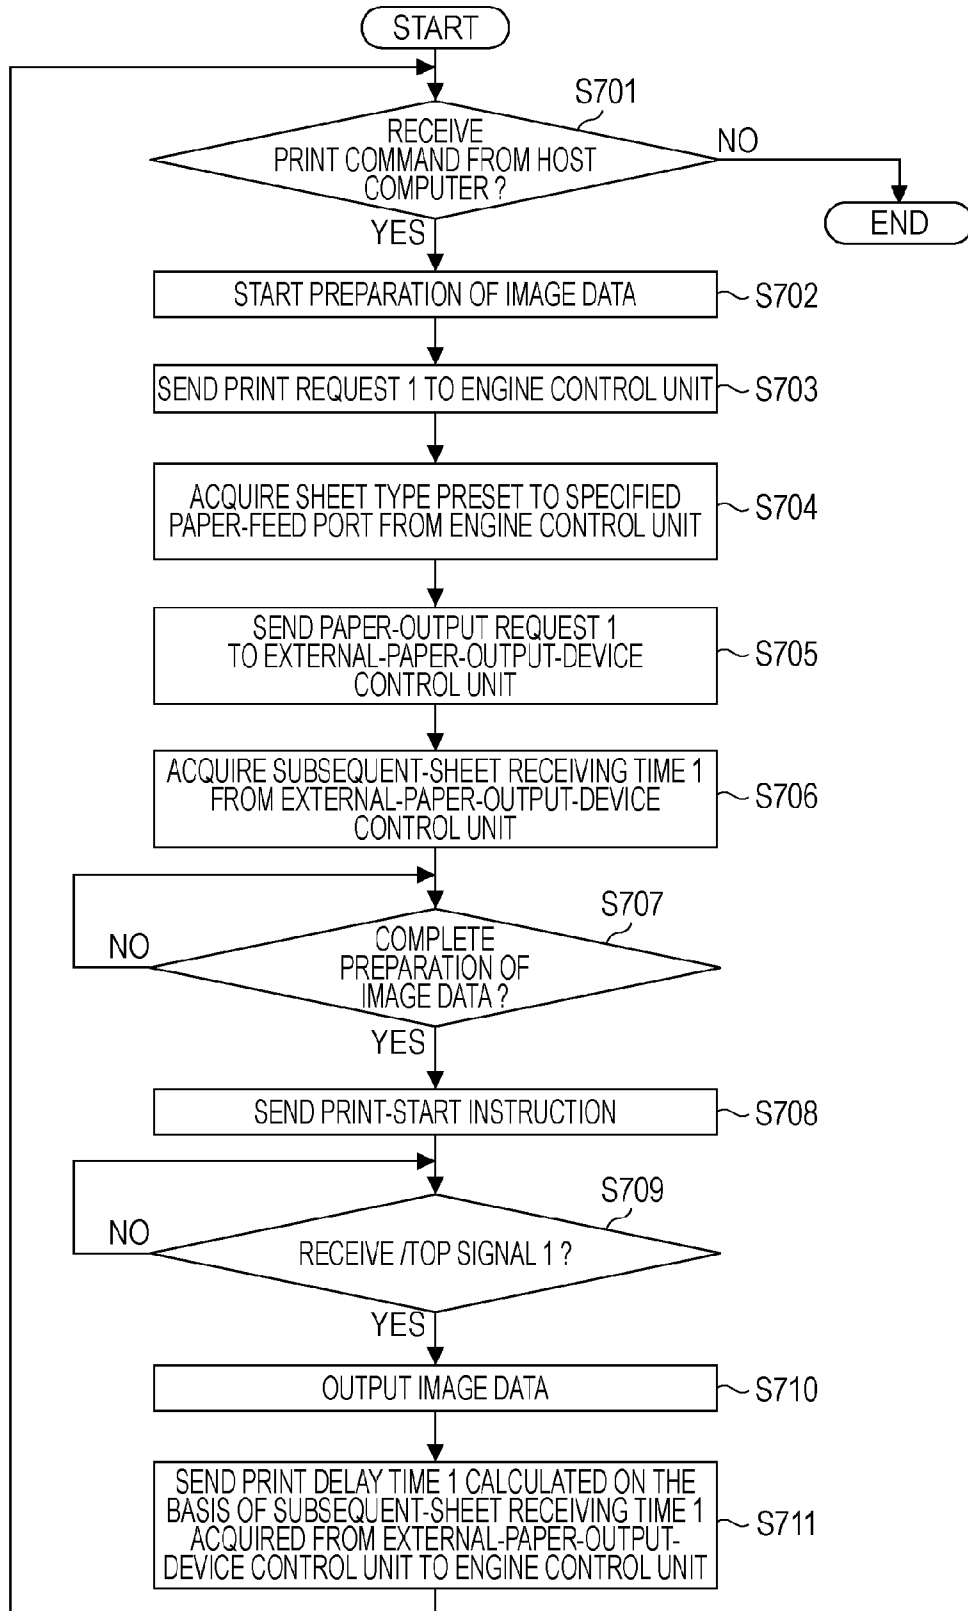 START
S701
RECEIVE
PRINT COMMAND FROM HOST
COMPUTER ?
NO
END
YES
START PREPARATION OF IMAGE DATA
S702
SEND PRINT REQUEST 1 TO ENGINE CONTROL UNIT
S703
ACQUIRE SHEET TYPE PRESET TO SPECIFIED
PAPER-FEED PORT FROM ENGINE CONTROL UNIT
S704
SEND PAPER-OUTPUT REQUEST 1
TO EXTERNAL-PAPER-OUTPUT-DEVICE
CONTROL UNIT
S705
ACQUIRE SUBSEQUENT-SHEET RECEIVING TIME 1
FROM EXTERNAL-PAPER-OUTPUT-DEVICE
CONTROL UNIT
S706
S707
NO
COMPLETE
PREPARATION OF
IMAGE DATA ?
YES
SEND PRINT-START INSTRUCTION
S708
S709
NO
RECEIVE /TOP SIGNAL 1 ?
YES
OUTPUT IMAGE DATA
S710
SEND PRINT DELAY TIME 1 CALCULATED ON THE
BASIS OF SUBSEQUENT-SHEET RECEIVING TIME 1
ACQUIRED FROM EXTERNAL-PAPER-OUTPUT-
DEVICE CONTROL UNIT TO ENGINE CONTROL UNIT
S711